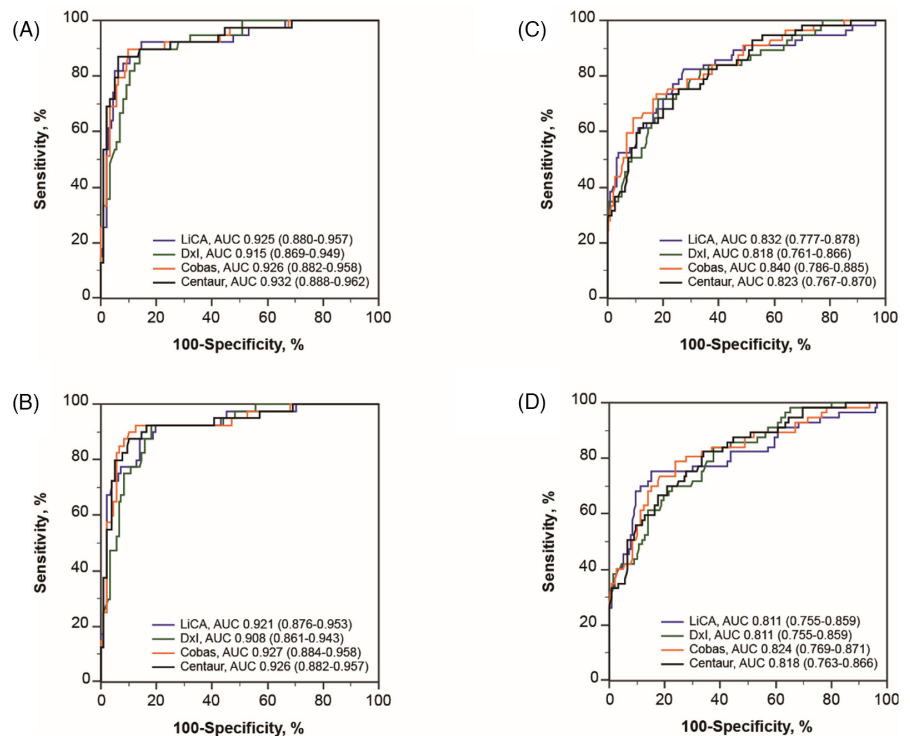 (A)
100
80
60
40
20
0
Sensitivity, %
LiCA, AUC 0.925 (0.880-0.957)
DxI, AUC 0.915 (0.869-0.949)
Cobas, AUC 0.926 (0.882-0.958)
Centaur, AUC 0.932 (0.888-0.962)
0 20 40 60 80 100
100-Specificity, %
(C)
100
80
60
40
20
0
Sensitivity, %
LiCA, AUC 0.832 (0.777-0.878)
DxI, AUC 0.818 (0.761-0.866)
Cobas, AUC 0.840 (0.786-0.885)
Centaur, AUC 0.823 (0.767-0.870)
0 20 40 60 80 100
100-Specificity, %
(B)
100
80
60
40
20
0
Sensitivity, %
LiCA, AUC 0.921 (0.876-0.953)
DxI, AUC 0.908 (0.861-0.943)
Cobas, AUC 0.927 (0.884-0.958)
Centaur, AUC 0.926 (0.882-0.957)
0 20 40 60 80 100
100-Specificity, %
(D)
100
80
60
40
20
0
Sensitivity, %
LiCA, AUC 0.811 (0.755-0.859)
DxI, AUC 0.811 (0.755-0.859)
Cobas, AUC 0.824 (0.769-0.871)
Centaur, AUC 0.818 (0.763-0.866)
0 20 40 60 80 100
100-Specificity, %